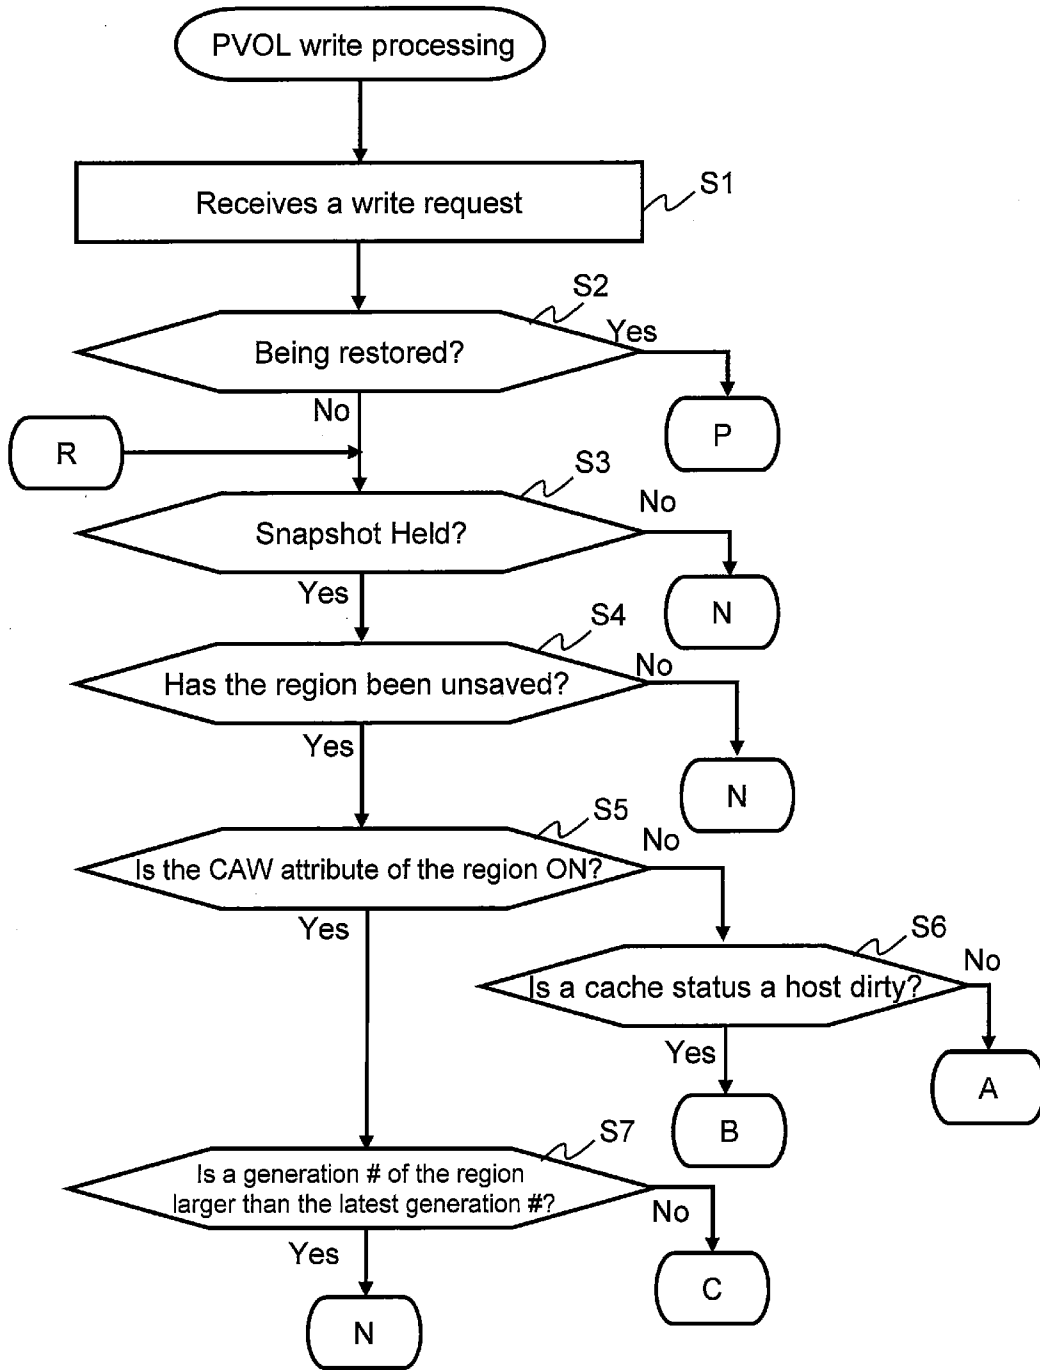 PVOL write processing
Receives a write request
S1
S2
Being restored?
Yes
No
P
R
S3
Snapshot Held?
No
Yes
N
S4
Has the region been unsaved?
No
Yes
N
S5
Is the CAW attribute of the region ON?
No
Yes
S6
Is a cache status a host dirty?
No
Yes
A
B
S7
Is a generation # of the region
larger than the latest generation #?
No
Yes
C
N